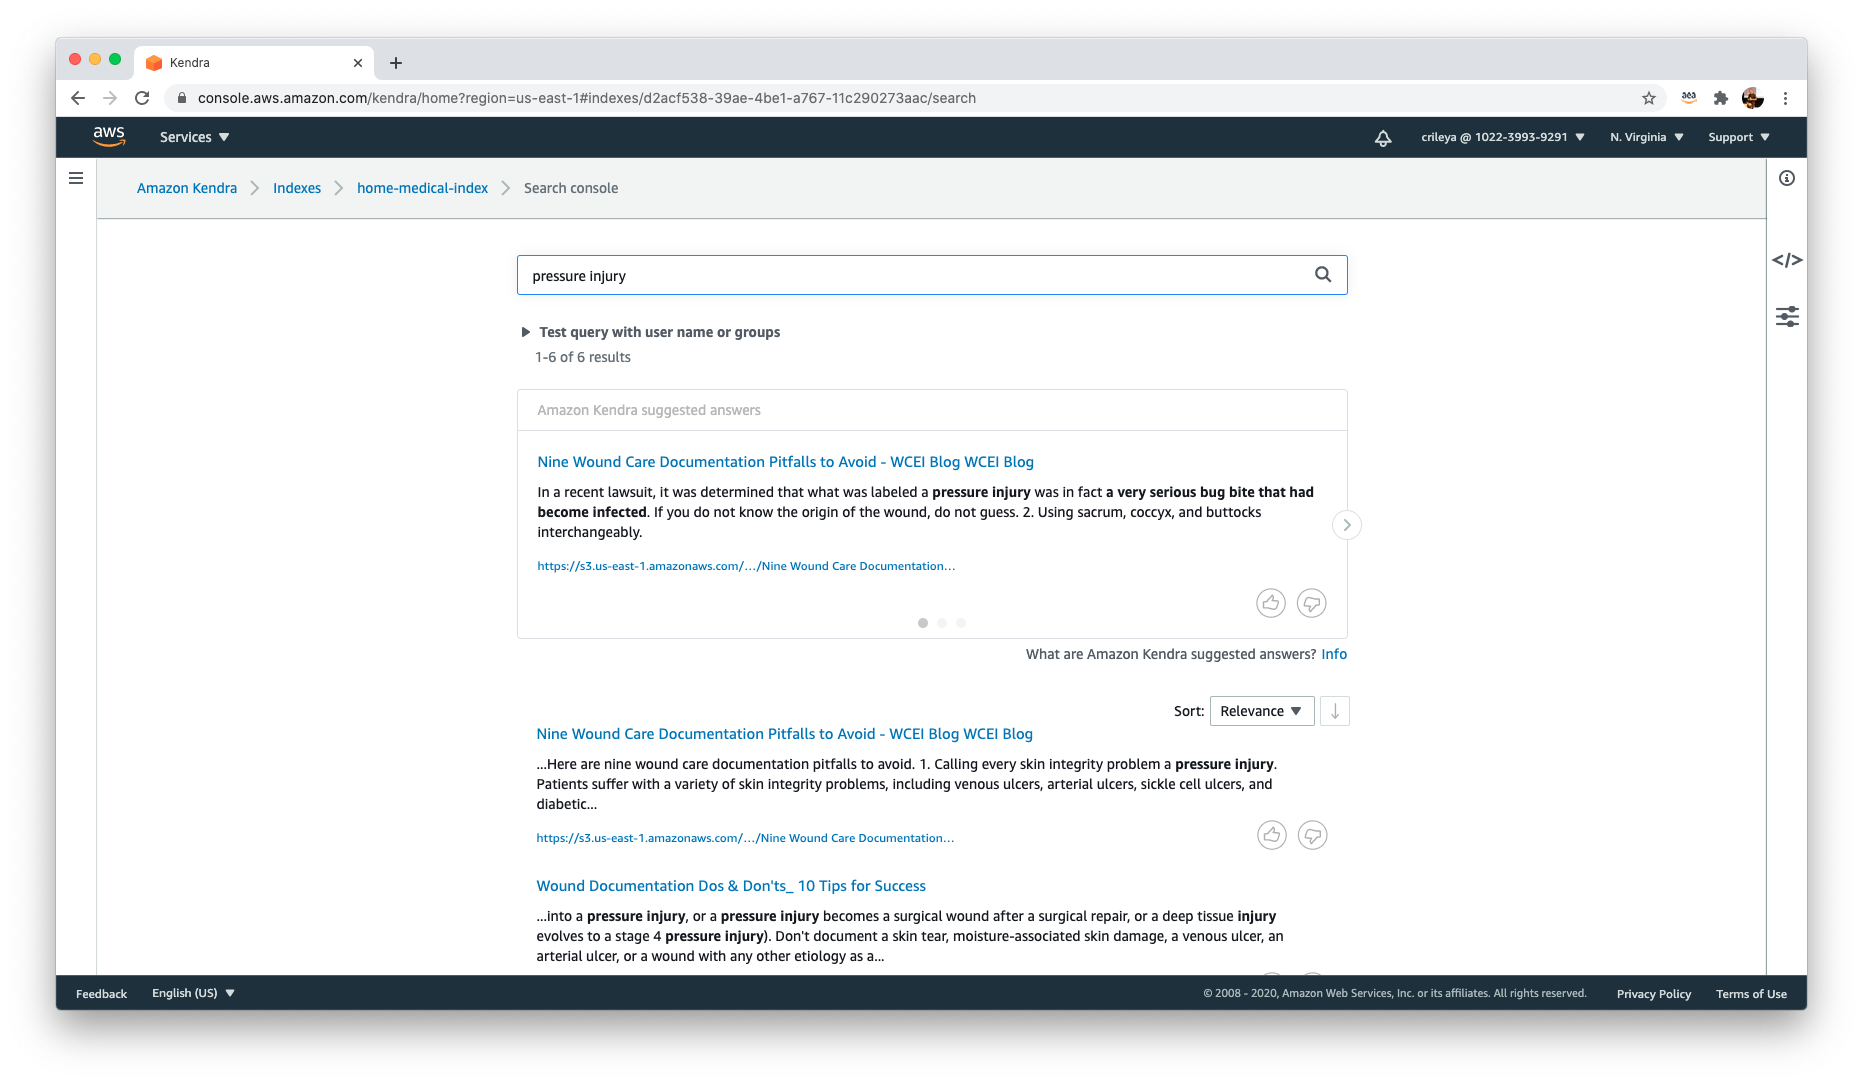 Kendra
console.aws.amazon.com/kendra/home?region=us-east-1#indexes/d2acf538-39ae-4be1-a767-11c290273aac/search
aws
Services
crileya @ 1022-3993-9291
N. Virginia
Support
Amazon Kendra
Indexes
home-medical-index
Search console
pressure injury
Test query with user name or groups
1-6 of 6 results
Amazon Kendra suggested answers
Nine Wound Care Documentation Pitfalls to Avoid - WCEI Blog WCEI Blog
In a recent lawsuit, it was determined that what was labeled a pressure injury was in fact a very serious bug bite that had
become infected. If you do not know the origin of the wound, do not guess. 2. Using sacrum, coccyx, and buttocks
interchangeably.
https://s3.us-east-1.amazonaws.com/.../Nine Wound Care Documentation...
What are Amazon Kendra suggested answers? Info
Sort: Relevance
Nine Wound Care Documentation Pitfalls to Avoid - WCEI Blog WCEI Blog
...Here are nine wound care documentation pitfalls to avoid. 1. Calling every skin integrity problem a pressure injury.
Patients suffer with a variety of skin integrity problems, including venous ulcers, arterial ulcers, sickle cell ulcers, and
diabetic...
https://s3.us-east-1.amazonaws.com/.../Nine Wound Care Documentation...
Wound Documentation Dos & Don'ts_ 10 Tips for Success
...into a pressure injury, or a pressure injury becomes a surgical wound after a surgical repair, or a deep tissue injury
evolves to a stage 4 pressure injury). Don't document a skin tear, moisture-associated skin damage, a venous ulcer, an
arterial ulcer, or a wound with any other etiology as a...
Feedback
English (US)
© 2008 - 2020, Amazon Web Services, Inc. or its affiliates. All rights reserved.
Privacy Policy
Terms of Use